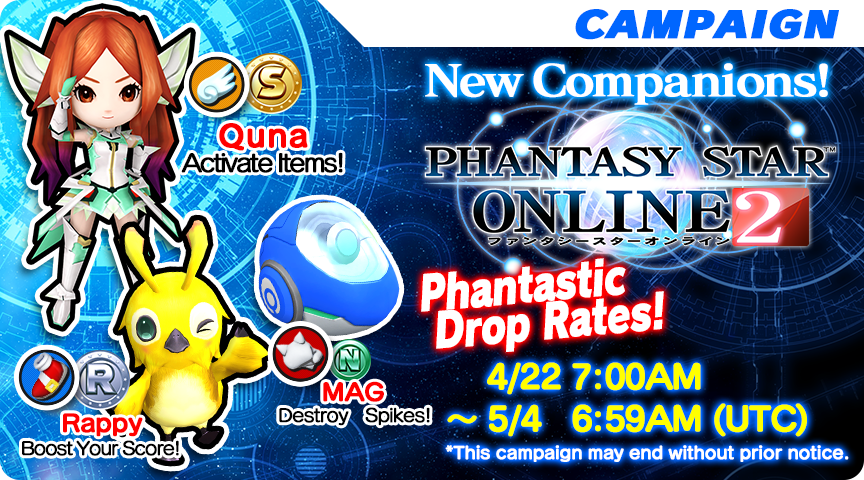 CAMPAIGN
New Companions!
PHANTASY STAR™
ONLINE 2
ファンタシースターオンライン
Phantastic
Drop Rates!
4/22 7:00AM
～ 5/4 6:59AM (UTC)
*This campaign may end without prior notice.
S
Quna
Activate Items!
R
Rappy
Boost Your Score!
N
MAG
Destroy Spikes!